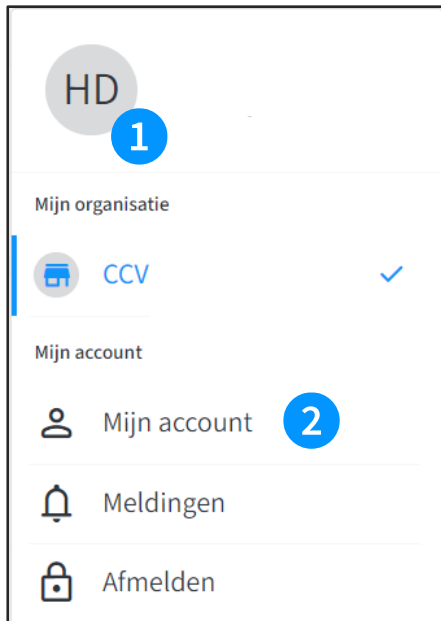 HD
1
Mijn organisatie
CCV
Mijn account
Mijn account 2
Meldingen
Afmelden